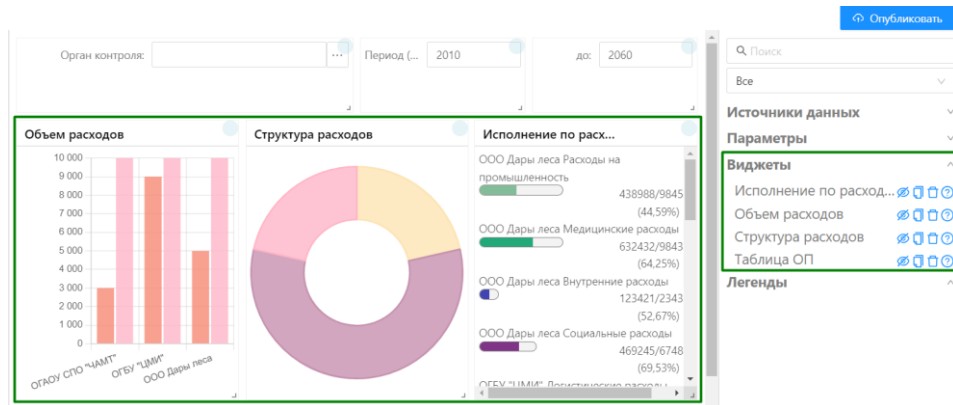 Опубликовать
Орган контроля:
...
Период (...
2010
до:
2060
Поиск
Все
Источники данных
Параметры
Виджеты
Исполнение по расход...
Объем расходов
Структура расходов
Таблица ОП
Легенды
Объем расходов
10 000
9 000
8 000
7 000
6 000
5 000
4 000
3 000
2 000
1 000
0
ОГАОУ СПО "ЧАМТ"
ОГБУ "ЦМИ"
ООО Дары леса
Структура расходов
Исполнение по расх...
ООО Дары леса Расходы на
промышленность
438988/9845
(44,59%)
ООО Дары леса Медицинские расходы
632432/9843
(64,25%)
ООО Дары леса Внутренние расходы
123421/2343
(52,67%)
ООО Дары леса Социальные расходы
469245/6748
(69,53%)
ОГБУ "ЦМИ" Логистические расходы